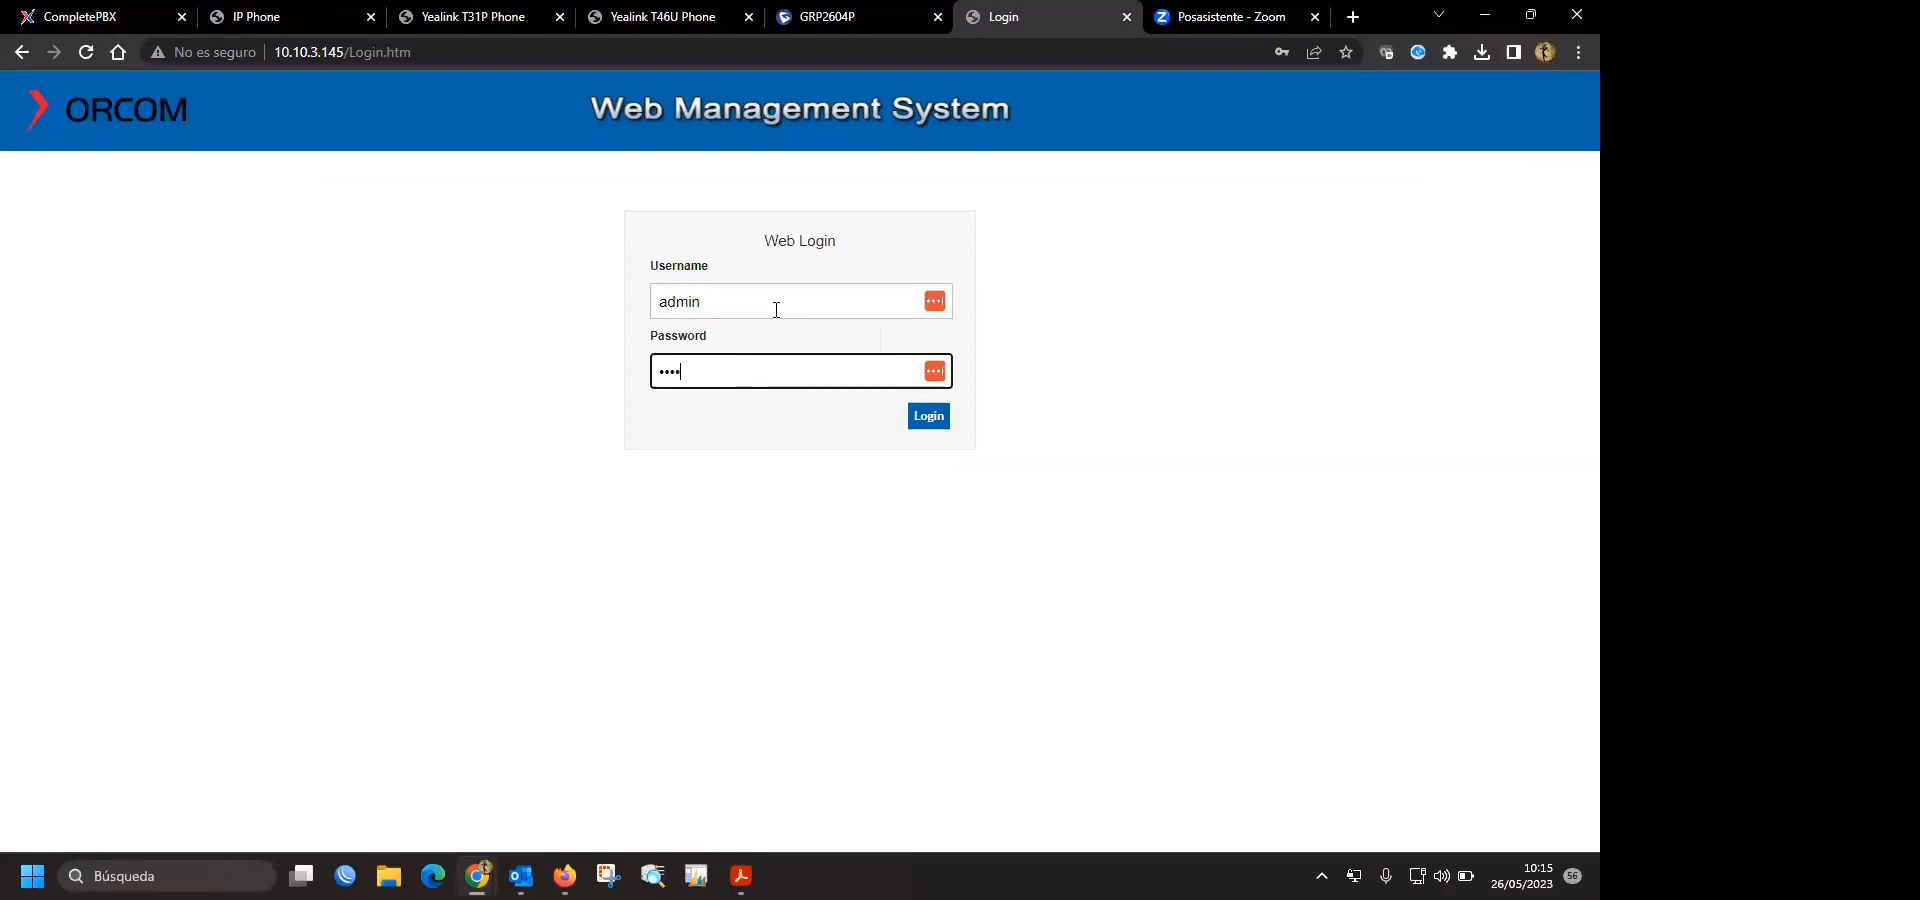 CompletePBX
IP Phone
Yealink T31P Phone
Yealink T46U Phone
GRP2604P
Login
Posasistente - Zoom
No es seguro
10.10.3.145/Login.htm
ORCOM
Web Management System
Web Login
Username
admin
Password
••••
Login
Búsqueda
10:15
26/05/2023
56